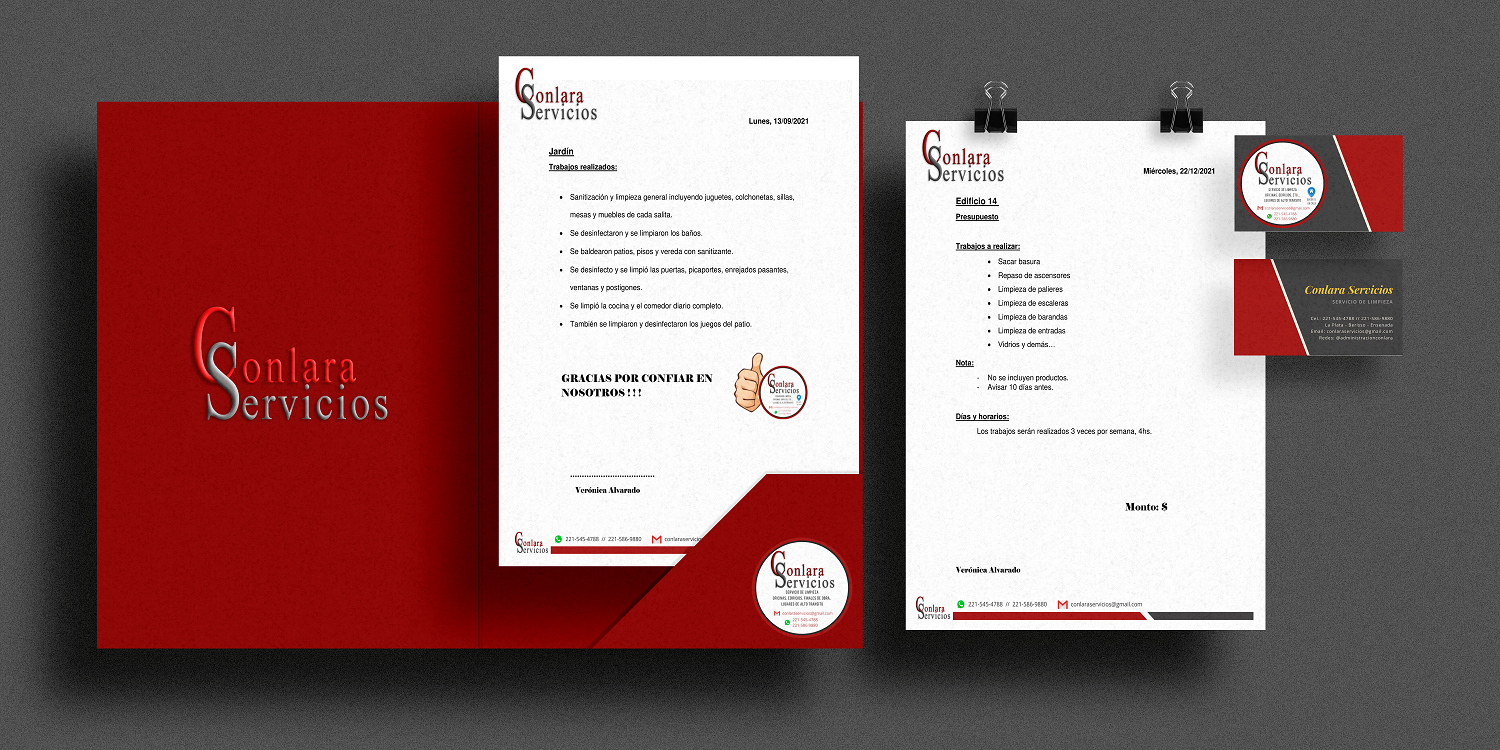 Conlara
Servicios
Conlara
Servicios
Lunes, 13/09/2021
Jardín
Trabajos realizados:
• Sanitización y limpieza general incluyendo juguetes, colchonetas, sillas,
mesas y muebles de cada salita.
• Se desinfectaron y se limpiaron los baños.
• Se baldearon patios, pisos y vereda con sanitizante.
• Se desinfecto y se limpió las puertas, picaportes, enrejados pasantes,
ventanas y postigones.
• Se limpió la cocina y el comedor diario completo.
• También se limpiaron y desinfectaron los juegos del patio.
GRACIAS POR CONFIAR EN
NOSOTROS ! ! !
Conlara
Servicios
Verónica Alvarado
Conlara
Servicios
221-545-4788 // 221-586-9880 conlaraservicio
Conlara
Servicios
SERVICIO DE LIMPIEZA
OFICINAS, EDIFICIOS, FINALES DE OBRA,
LUGARES DE ALTO TRANSITO
conlaraservicios@gmail.com
221-545-4788
221-586-9880
Conlara
Servicios
Miércoles, 22/12/2021
Edificio 14
Presupuesto
Trabajos a realizar:
• Sacar basura
• Repaso de ascensores
• Limpieza de palieres
• Limpieza de escaleras
• Limpieza de barandas
• Limpieza de entradas
• Vidrios y demás…
Nota:
- No se incluyen productos.
- Avisar 10 días antes.
Días y horarios:
Los trabajos serán realizados 3 veces por semana, 4hs.
Monto: $
Verónica Alvarado
Conlara
Servicios
221-545-4788 // 221-586-9880 conlaraservicios@gmail.com
Conlara
Servicios
SERVICIO DE LIMPIEZA
OFICINAS, EDIFICIOS, ETC.,
LUGARES DE ALTO TRANSITO
conlaraservicios@gmail.com
221-545-4788
221-586-9880
Conlara Servicios
SERVICIO DE LIMPIEZA
Cel.: 221-545-4788 // 221-586-9880
La Plata - Berisso - Ensenada
Email: conlaraservicios@gmail.com
Redes: @administracionconlara